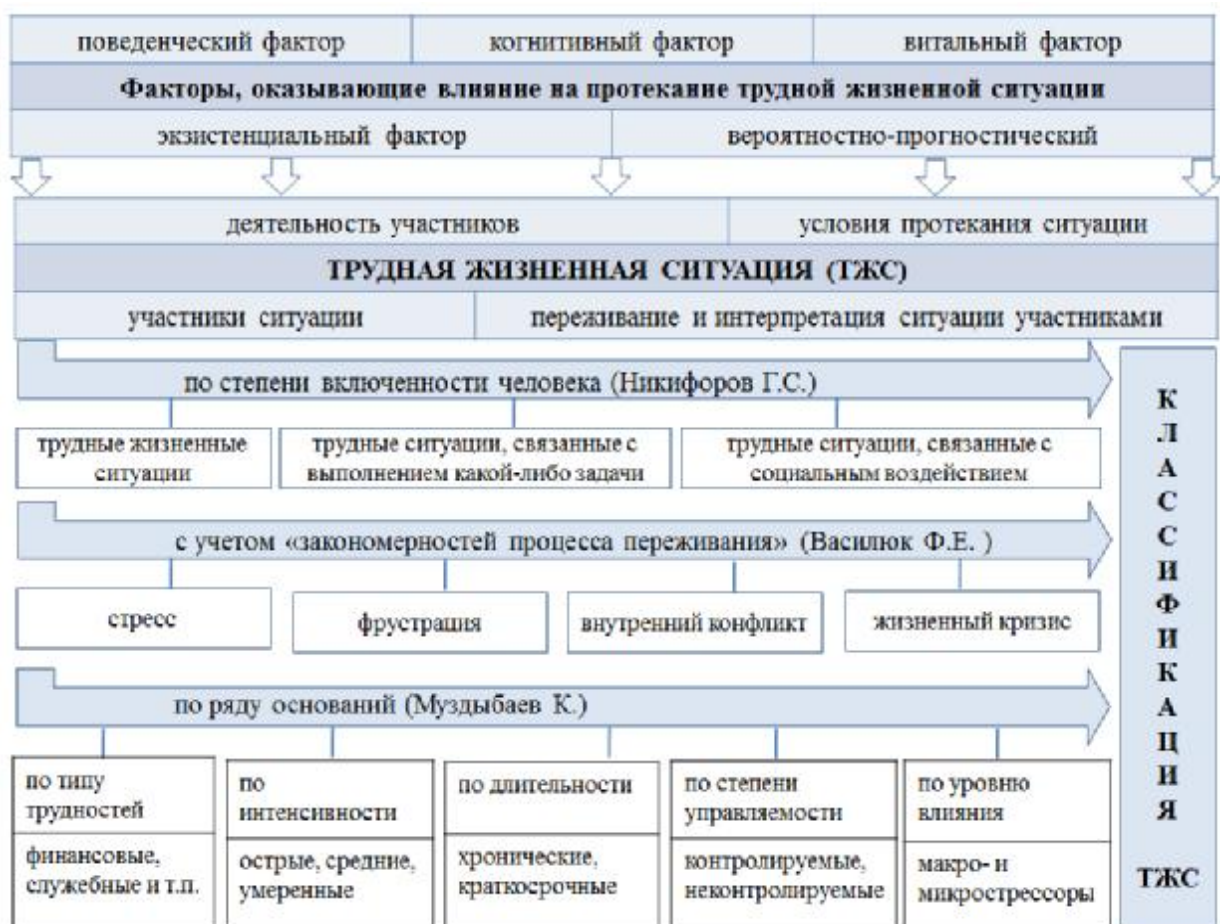 поведенческий фактор
когнитивный фактор
витальный фактор
Факторы, оказывающие влияние на протекание трудной жизненной ситуации
экзистенциальный фактор
вероятностно-прогностический
деятельность участников
условия протекания ситуации
ТРУДНАЯ ЖИЗНЕННАЯ СИТУАЦИЯ (ТЖС)
участники ситуации
переживание и интерпретация ситуации участниками
по степени включенности человека (Никифоров Г.С.)
трудные жизненные
ситуации
трудные ситуации, связанные с
выполнением какой-либо задачи
трудные ситуации, связанные с
социальным воздействием
с учетом «закономерностей процесса переживания» (Василюк Ф.Е. )
стресс
фрустрация
внутренний конфликт
жизненный кризис
по ряду оснований (Муздыбаев К.)
по типу
трудностей
финансовые,
служебные и т.п.
по
интенсивности
острые, средние,
умеренные
по длительности
хронические,
краткосрочные
по степени
управляемости
контролируемые,
неконтролируемые
по уровню
влияния
макро- и
микрострессоры
КЛАССИФИКАЦИЯ
ТЖС